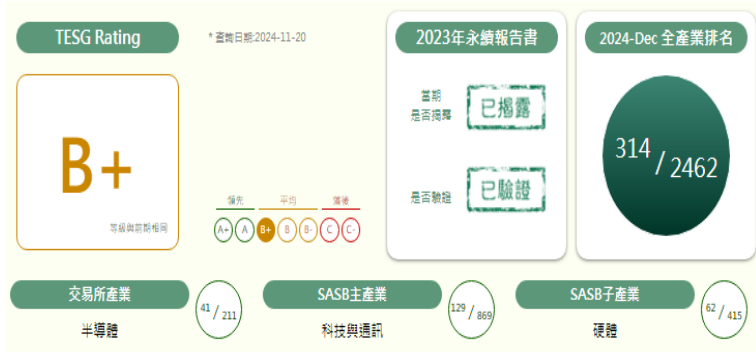 TESG Rating
* 查詢日期:2024-11-20
2023年永續報告書
2024-Dec 全產業排名
B+
等級與前期相同
領先 平均 落後
A+ A B+ B B- C C-
當期
是否揭露
已揭露
是否驗證
已驗證
314 / 2462
交易所產業
半導體
41 / 211
SASB主產業
科技與通訊
129 / 869
SASB子產業
硬體
62 / 415